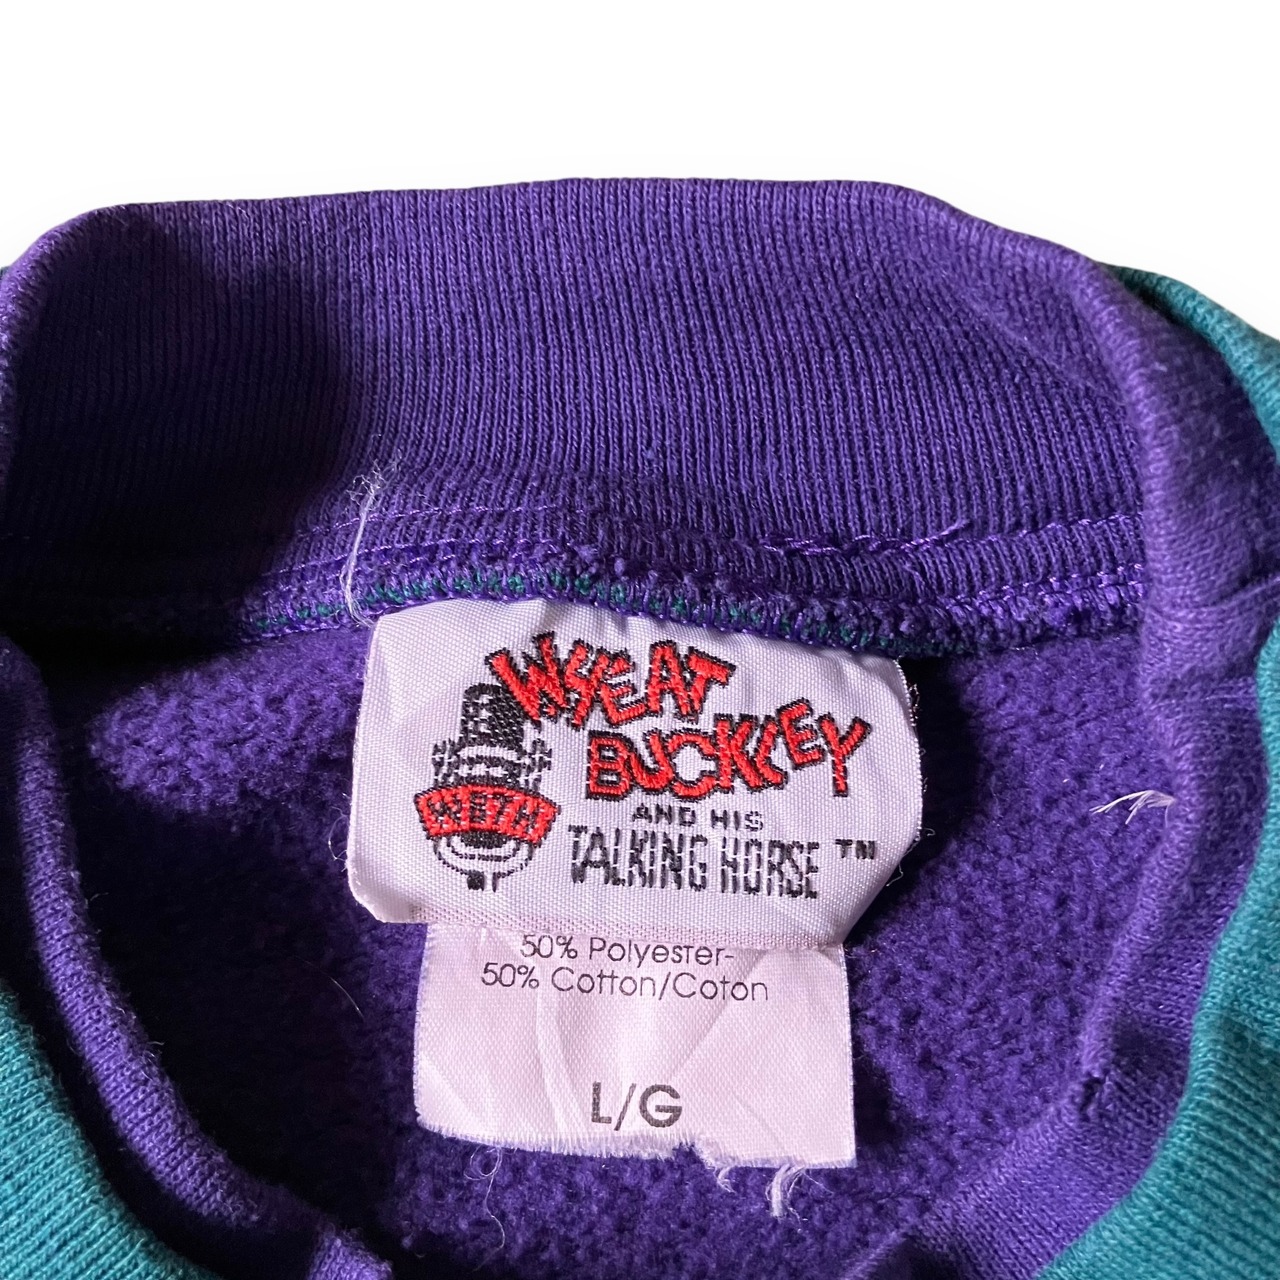 WHEAT
BUCKLEY
AND HIS
TALKING HORSE ™
50% Polyester-
50% Cotton/Coton
L/G